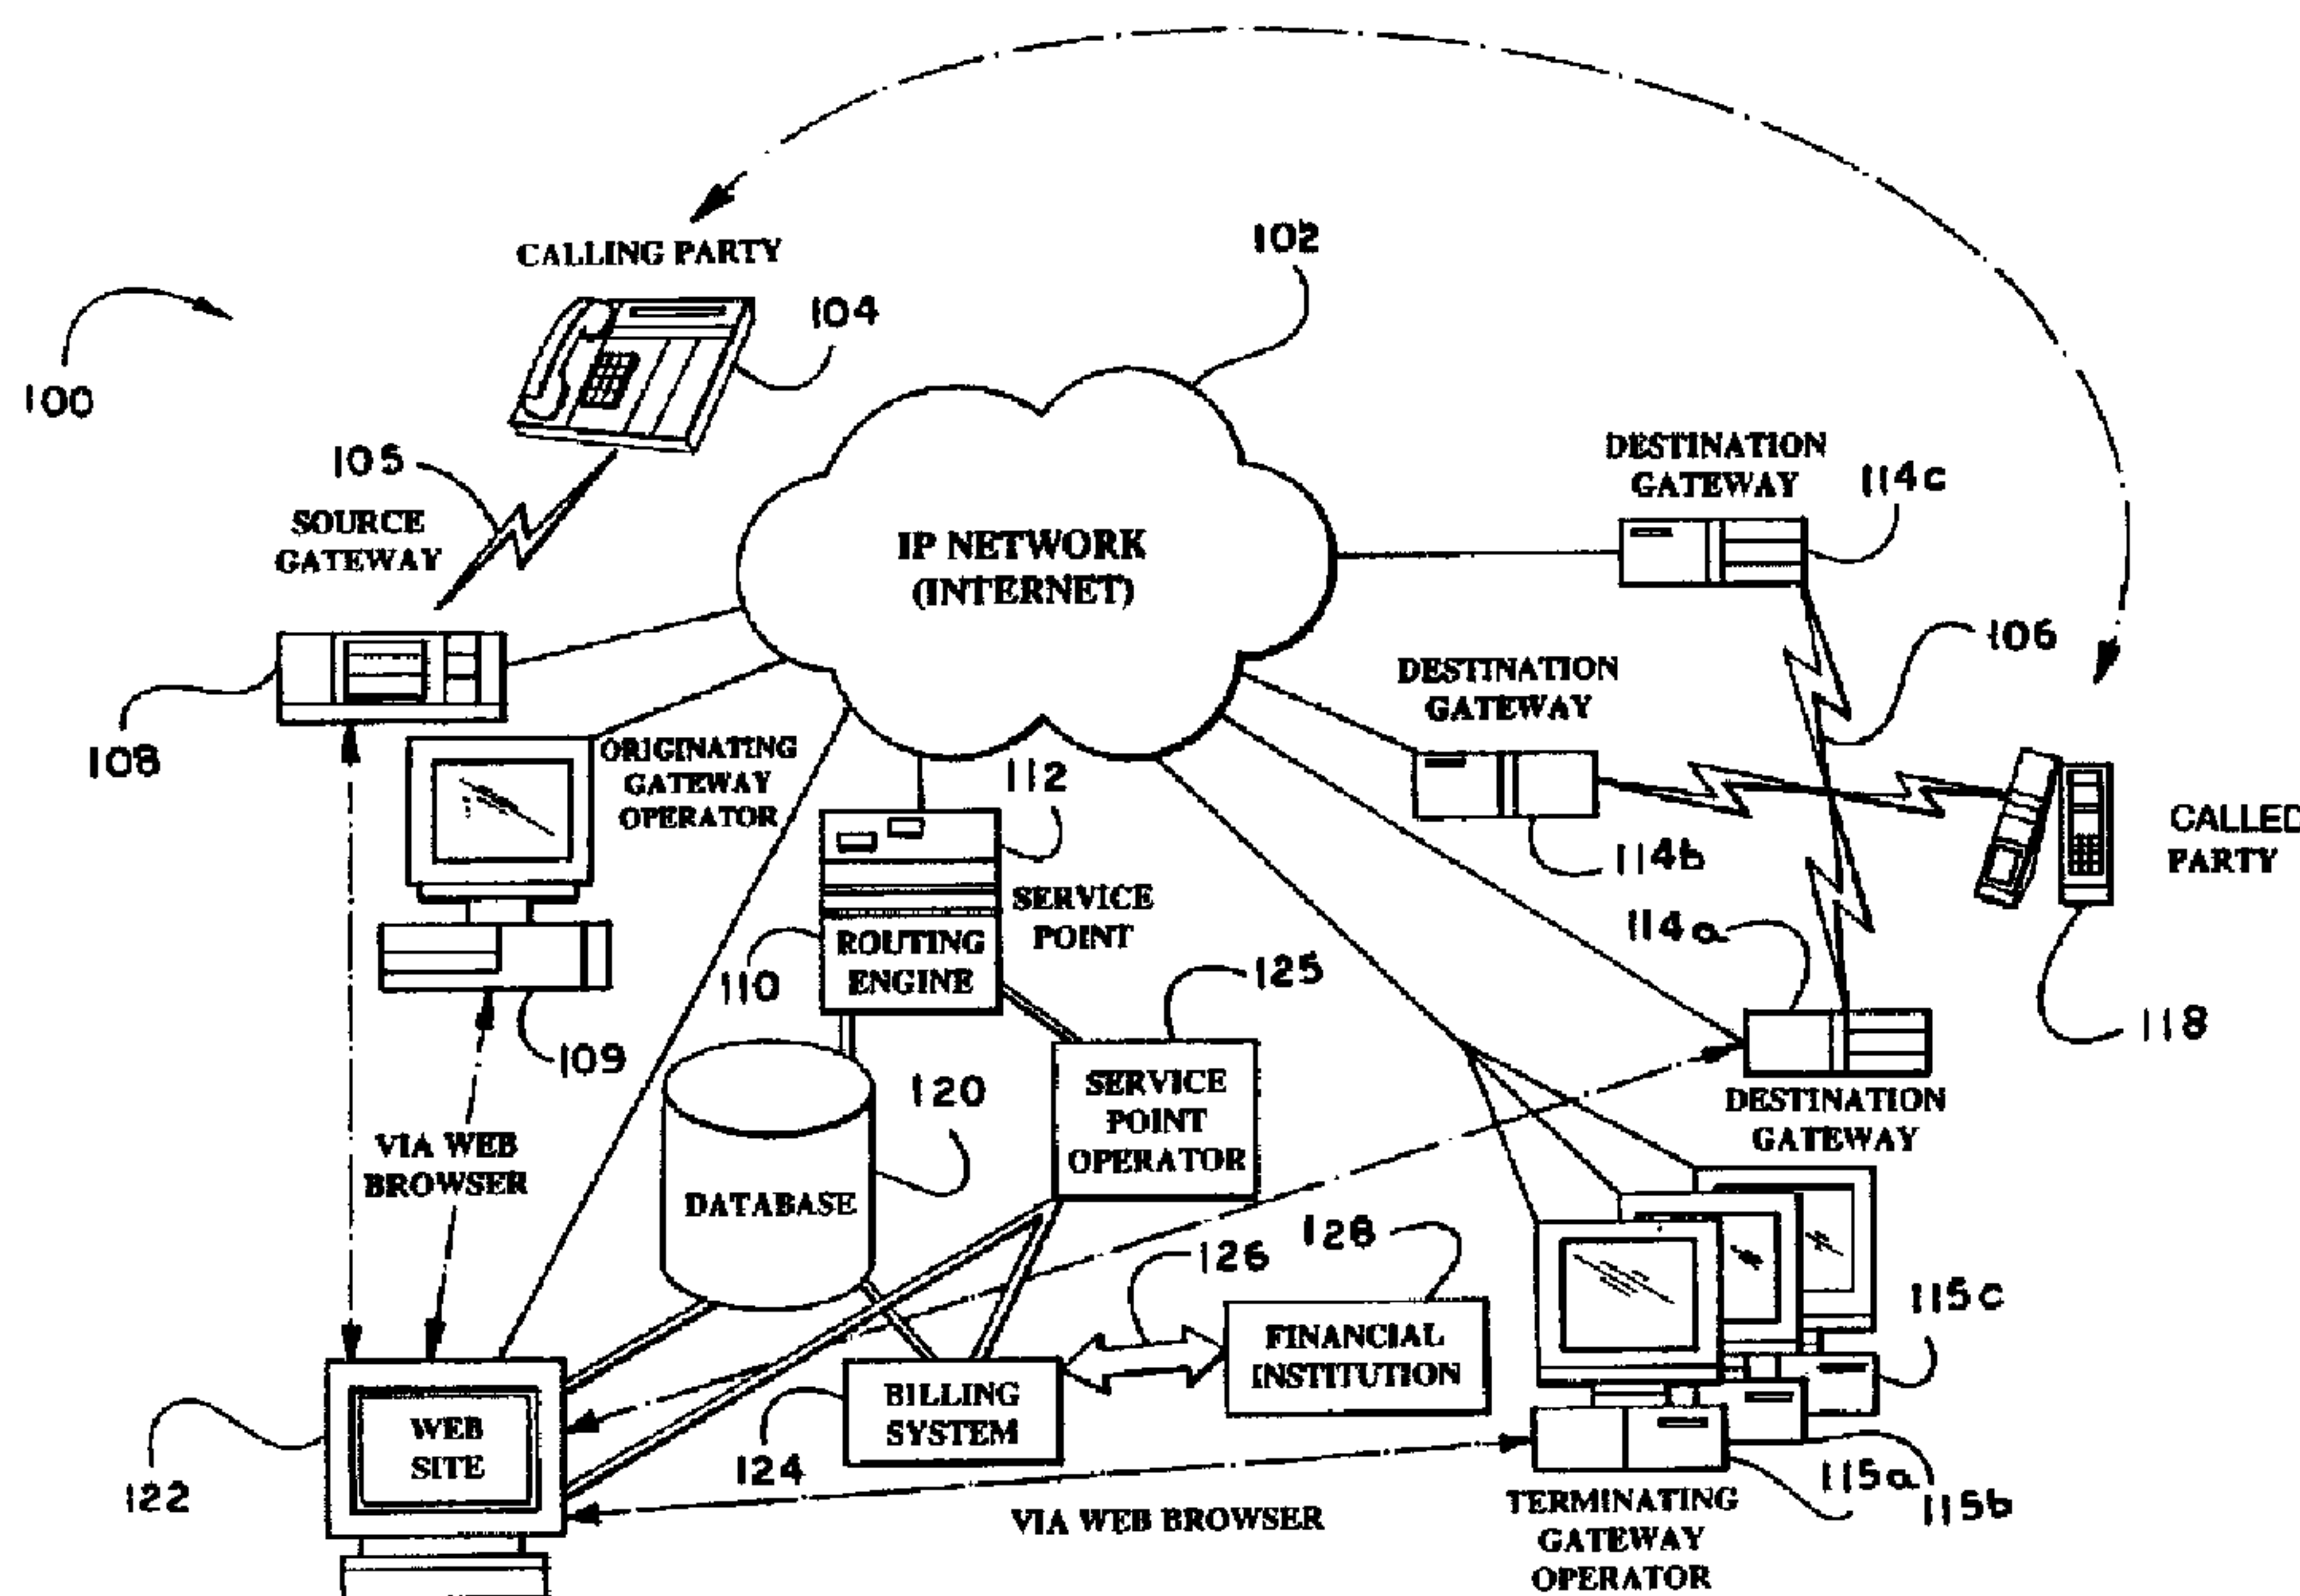 CALLING PARTY
102
104
100
105
SOURCE
GATEWAY
IP NETWORK
(INTERNET)
DESTINATION
GATEWAY
114c
106
DESTINATION
GATEWAY
108
ORIGINATING
GATEWAY
OPERATOR
112
114b
CALLED
PARTY
SERVICE
POINT
110
ROUTING
ENGINE
114a
125
118
109
120
SERVICE
POINT
OPERATOR
DESTINATION
GATEWAY
VIA WEB
BROWSER
DATABASE
126
128
115c
FINANCIAL
INSTITUTION
BILLING
SYSTEM
WEB
SITE
124
122
115a
115b
VIA WEB BROWSER
TERMINATING
GATEWAY
OPERATOR